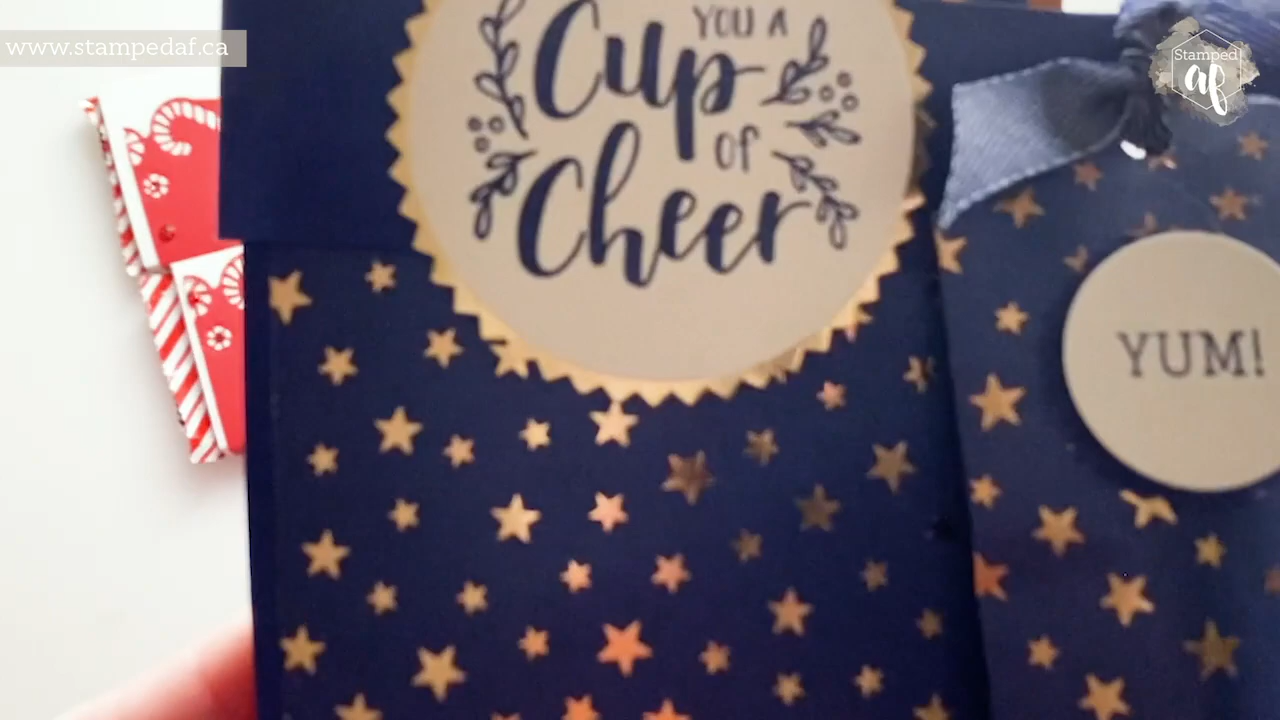 www.stampedaf.ca
YOU A
Cup
OF
Cheer
Stamped
af
YUM!